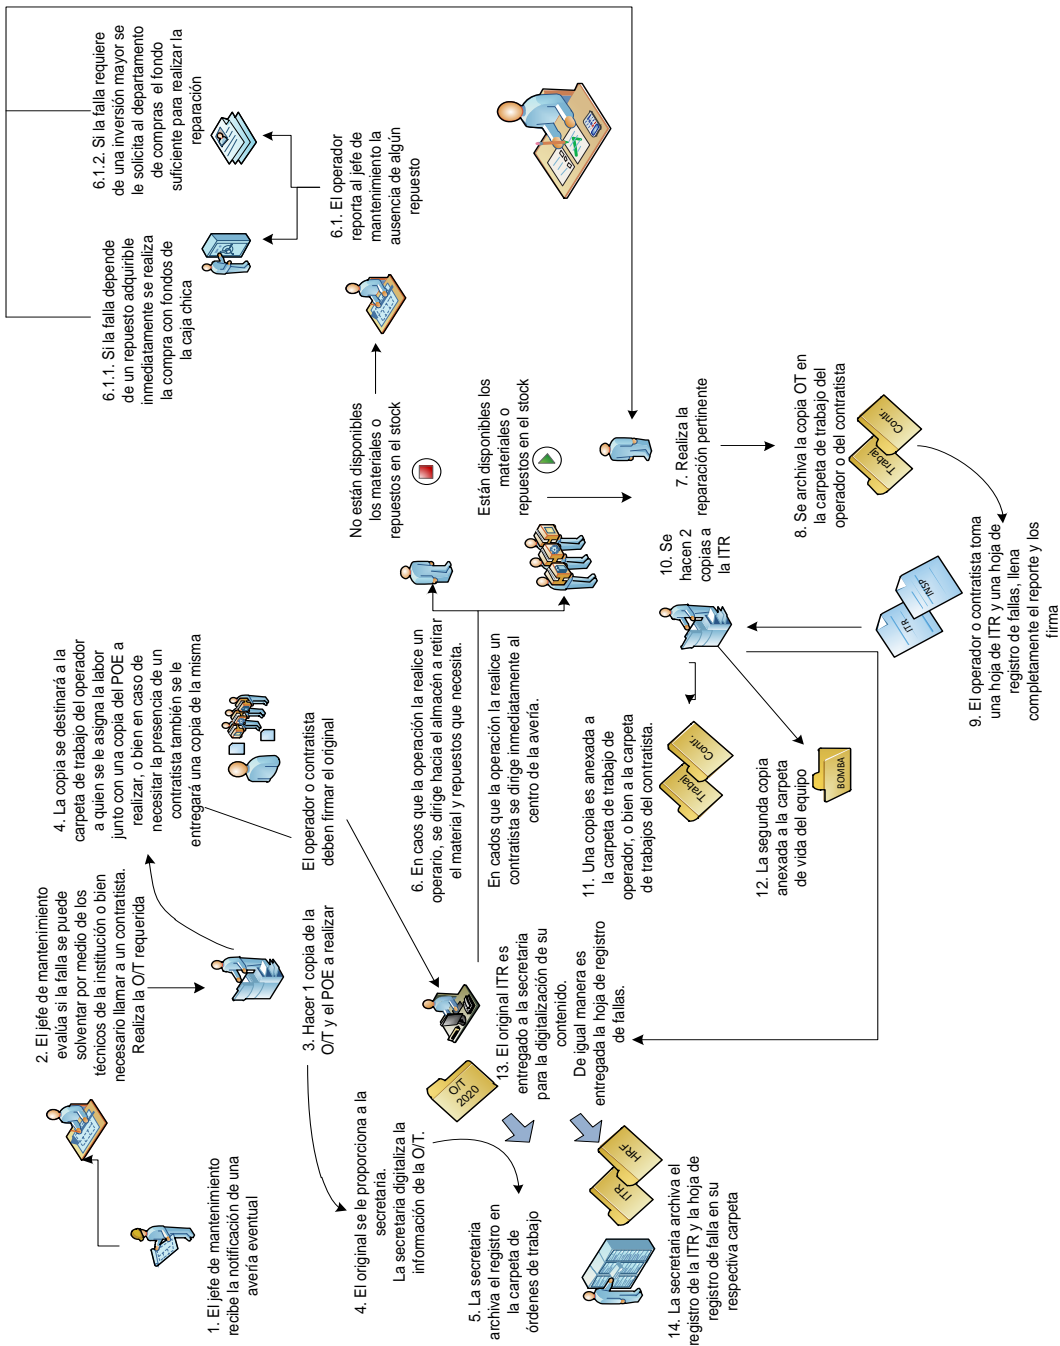 1. El jefe de mantenimiento
recibe la notificación de una
avería eventual
2. El jefe de mantenimiento
evalúa si la falla se puede
solventar por medio de los
técnicos de la institución o bien
necesario llamar a un contratista.
Realiza la O/T requerida
3. Hacer 1 copia de la
O/T y el POE a realizar
4. La copia se destinará a la
carpeta de trabajo del operador
a quien se le asigna la labor
junto con una copia del POE a
realizar, o bien en caso de
necesitar la presencia de un
contratista también se le
entregará una copia de la misma
El operador o contratista
deben firmar el original
4. El original se le proporciona a la
secretaria.
La secretaria digitaliza la
información de la O/T.
O/T
2020
5. La secretaria
archiva el registro en
la carpeta de
órdenes de trabajo
6. En caos que la operación la realice un
operario, se dirige hacia el almacén a retirar
el material y repuestos que necesita.
En cados que la operación la realice un
contratista se dirige inmediatamente al
centro de la avería.
No están disponibles
los materiales o
repuestos en el stock
Están disponibles los
materiales o
repuestos en el stock
6.1. El operador
reporta al jefe de
mantenimiento la
ausencia de algún
repuesto
6.1.1. Si la falla depende
de un repuesto adquirible
inmediatamente se realiza
la compra con fondos de
la caja chica
6.1.2. Si la falla requiere
de una inversión mayor se
le solicita al departamento
de compras el fondo
suficiente para realizar la
reparación
7. Realiza la
reparación pertinente
8. Se archiva la copia OT en
la carpeta de trabajo del
operador o del contratista
Trabaj
Contr.
9. El operador o contratista toma
una hoja de ITR y una hoja de
registro de fallas, llena
completamente el reporte y los
firma
ITR
INSP
10. Se
hacen 2
copias a
la ITR
11. Una copia es anexada a
la carpeta de trabajo del
operador, o bien a la carpeta
de trabajos del contratista.
Trabaj
Contr.
12. La segunda copia
anexada a la carpeta
de vida del equipo
BOMBA
13. El original ITR es
entregado a la secretaria
para la digitalización de su
contenido.
De igual manera es
entregada la hoja de registro
de fallas.
ITR
HRF
14. La secretaria archiva el
registro de la ITR y la hoja de
registro de falla en su
respectiva carpeta